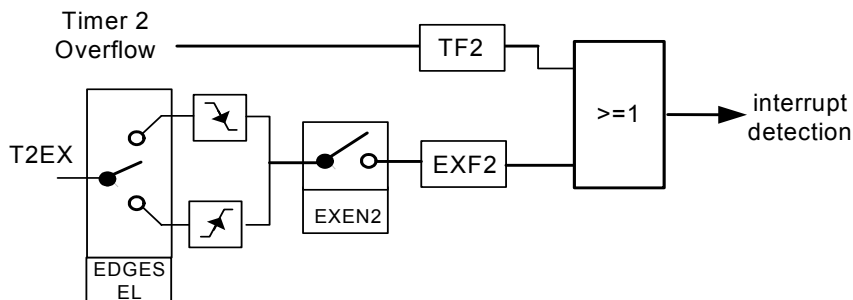 Timer 2
Overflow
TF2
>=1
interrupt
detection
T2EX
EXEN2
EXF2
EDGES
EL